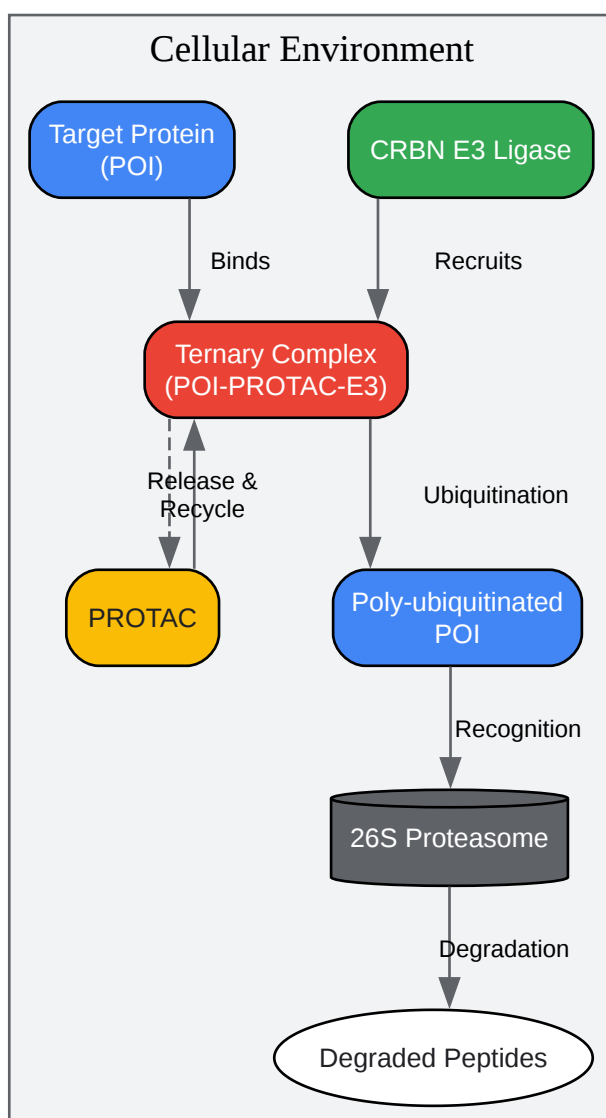 Cellular Environment
Target Protein
(POI)
CRBN E3 Ligase
Binds
Recruits
Ternary Complex
(POI-PROTAC-E3)
Release &
Recycle
Ubiquitination
PROTAC
Poly-ubiquitinated
POI
Recognition
26S Proteasome
Degradation
Degraded Peptides